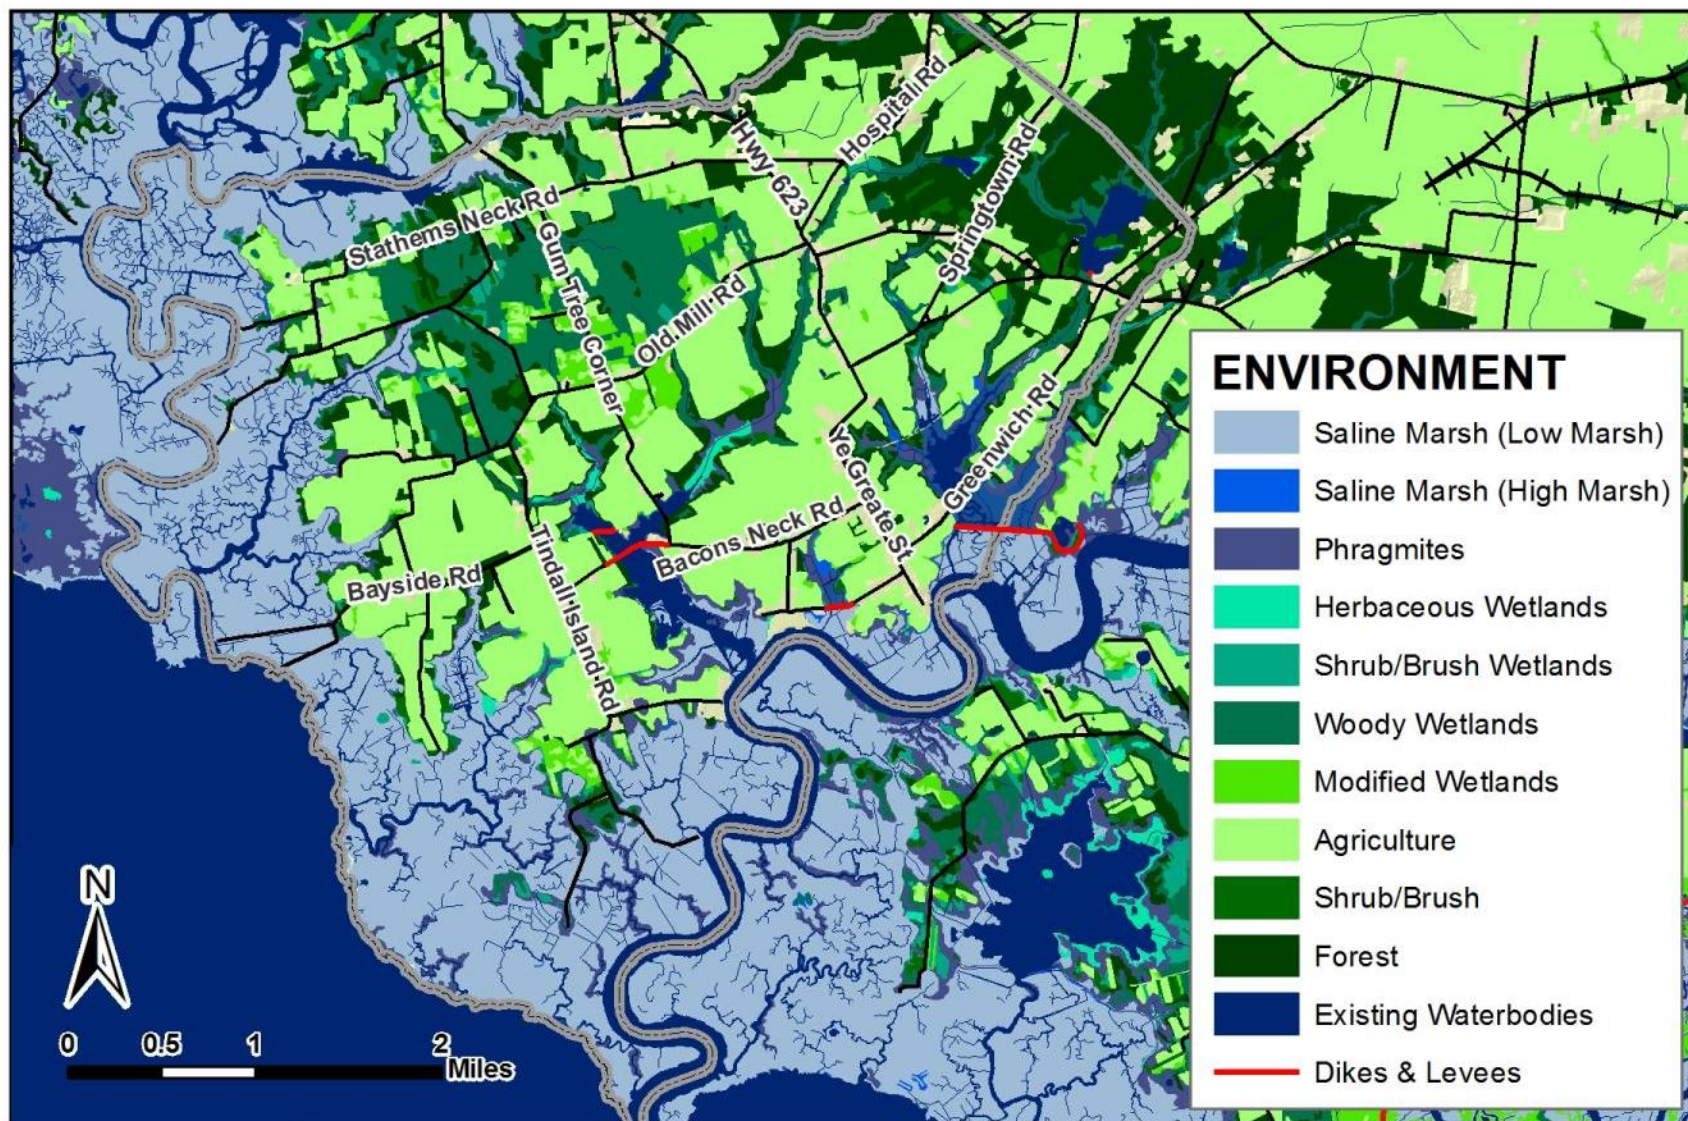 Hospital Rd
Hwy 623
Springtown Rd
Stathems Neck Rd
Gum Tree Corner
Old Mill Rd
Greenwich Rd
Ye Greate St
Bacons Neck Rd
Tindall Island Rd
Bayside Rd
N
0 0.5 1 2
Miles
ENVIRONMENT
Saline Marsh (Low Marsh)
Saline Marsh (High Marsh)
Phragmites
Herbaceous Wetlands
Shrub/Brush Wetlands
Woody Wetlands
Modified Wetlands
Agriculture
Shrub/Brush
Forest
Existing Waterbodies
Dikes & Levees